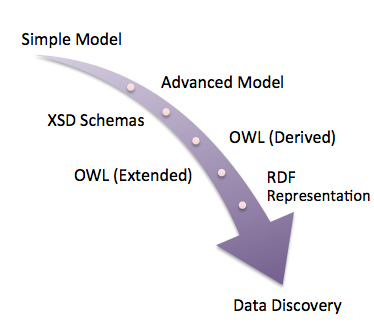 Simple Model
Advanced Model
XSD Schemas
OWL (Derived)
OWL (Extended)
RDF
Representation
Data Discovery